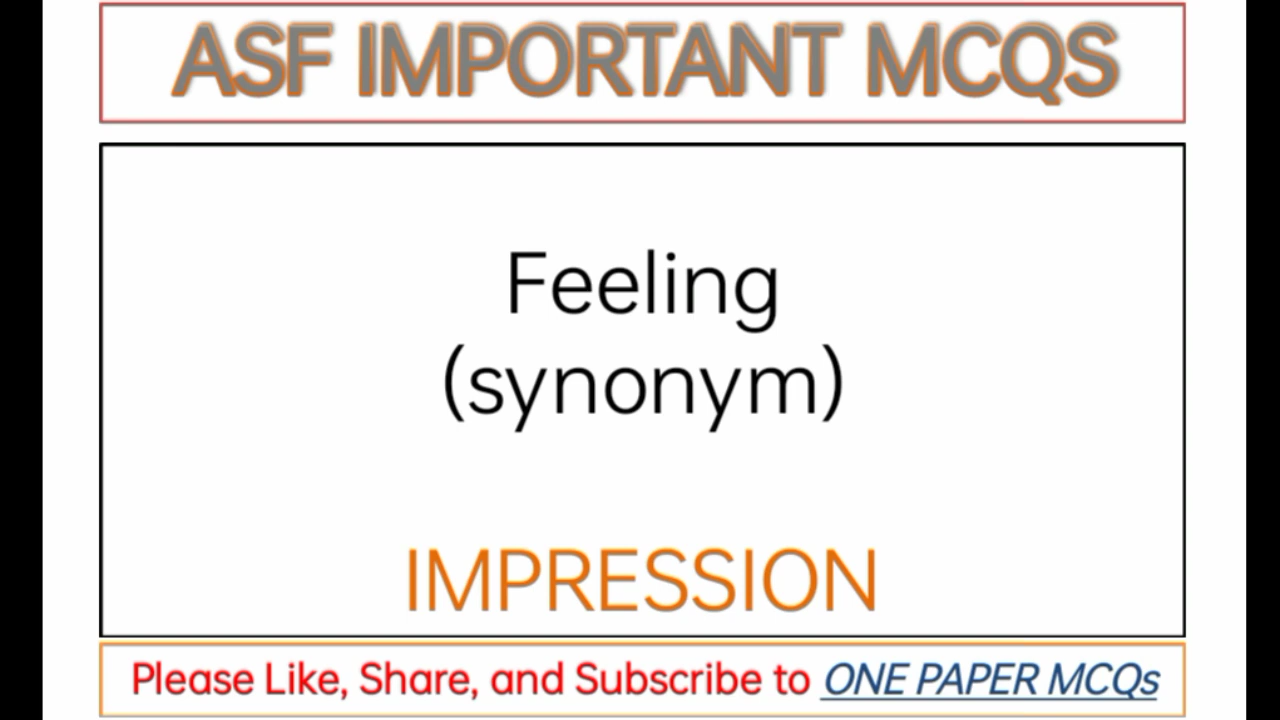 ASF IMPORTANT MCQS
Feeling
(synonym)
IMPRESSION
Please Like, Share, and Subscribe to ONE PAPER MCQs